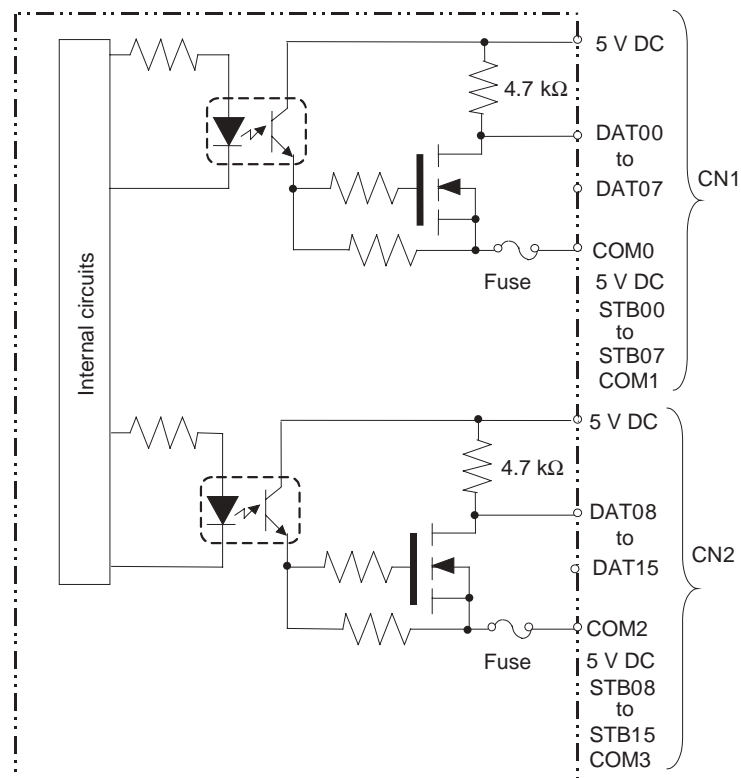 5 V DC
4.7 kΩ
DAT00
to
DAT07
CN1
COM0
Fuse
5 V DC
STB00
to
STB07
COM1
Internal circuits
5 V DC
4.7 kΩ
DAT08
to
DAT15
CN2
COM2
Fuse
5 V DC
STB08
to
STB15
COM3